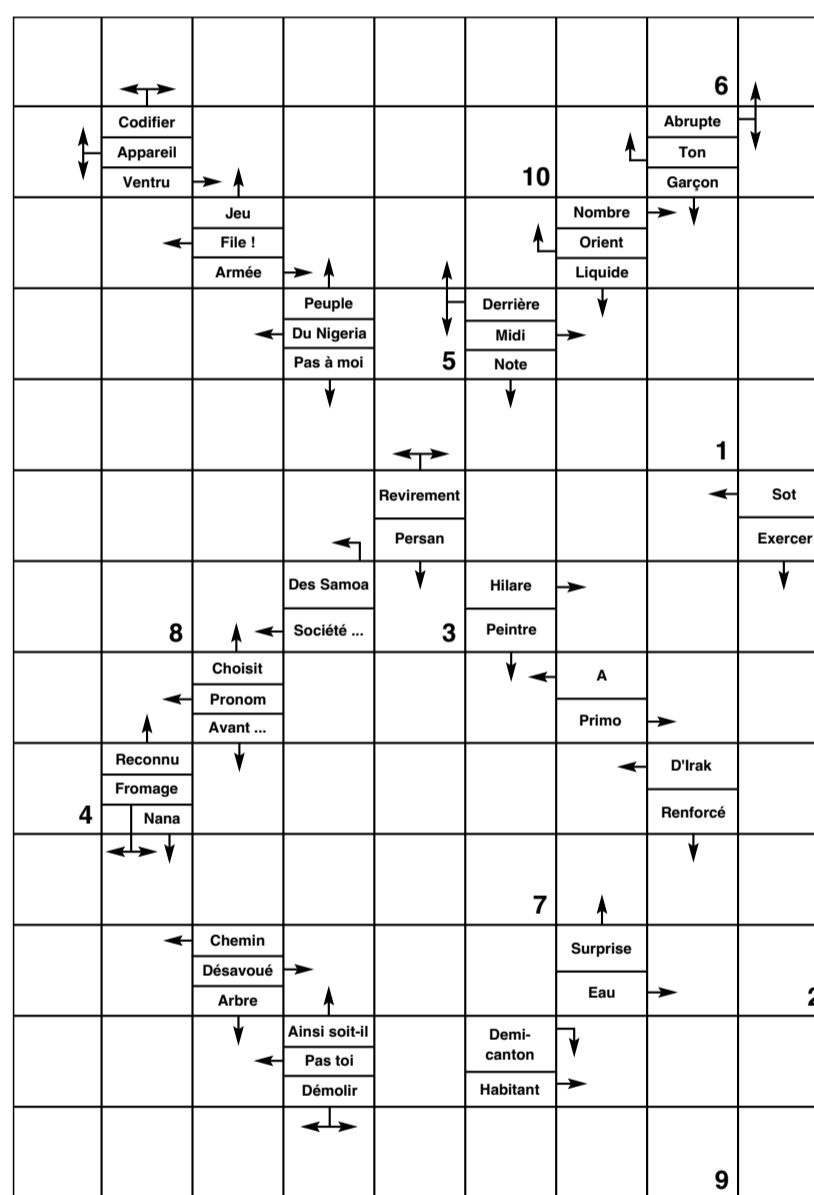 6
Codifier
Appareil
Ventru
10
Abrupte
Ton
Garçon
Jeu
File !
Armée
Nombre
Orient
Liquide
Peuple
Du Nigeria
Pas à moi
5
Derrière
Midi
Note
1
Revirement
Persan
Sot
Exercer
8
Des Samoa
Société ...
3
Hilare
Peintre
Choisit
Pronom
Avant ...
A
Primo
4
Reconnu
Fromage
Nana
D'Irak
Renforcé
7
Chemin
Désavoué
Arbre
Surprise
Eau
2
Ainsi soit-il
Pas toi
Démolir
Demi-
canton
Habitant
9